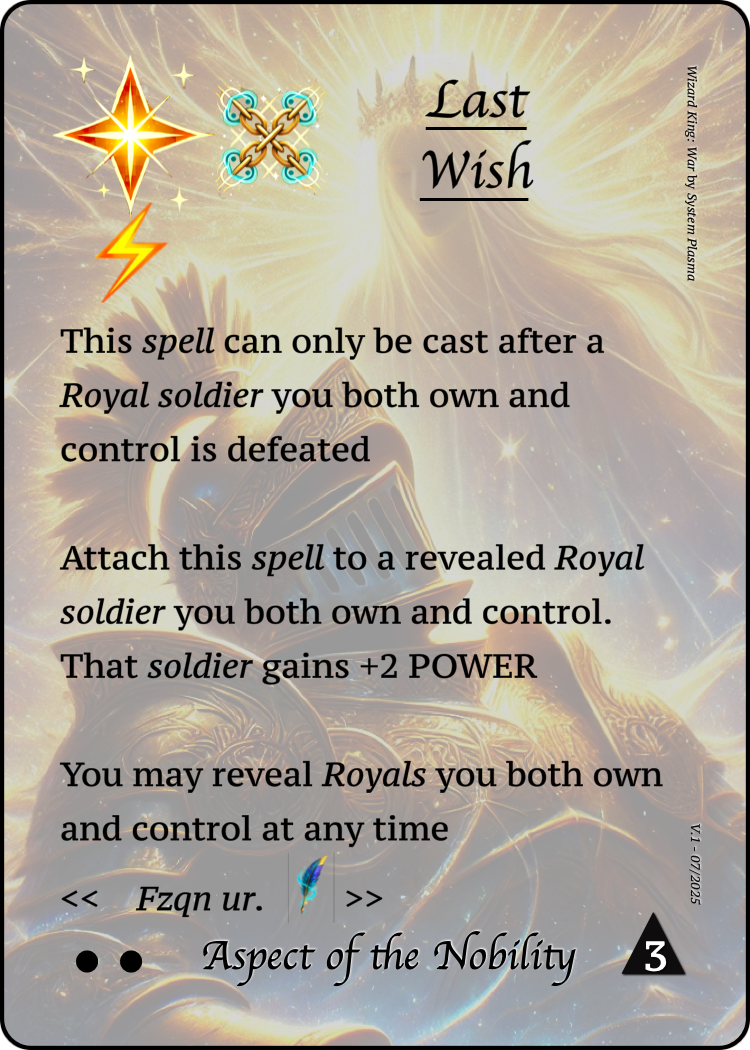 Last
Wish
Wizard King: War by System Plasma
This spell can only be cast after a
Royal soldier you both own and
control is defeated
Attach this spell to a revealed Royal
soldier you both own and control.
That soldier gains +2 POWER
You may reveal Royals you both own
and control at any time
<< Fzqn ur. >>
V.1 - 07/2025
Aspect of the Nobility
3